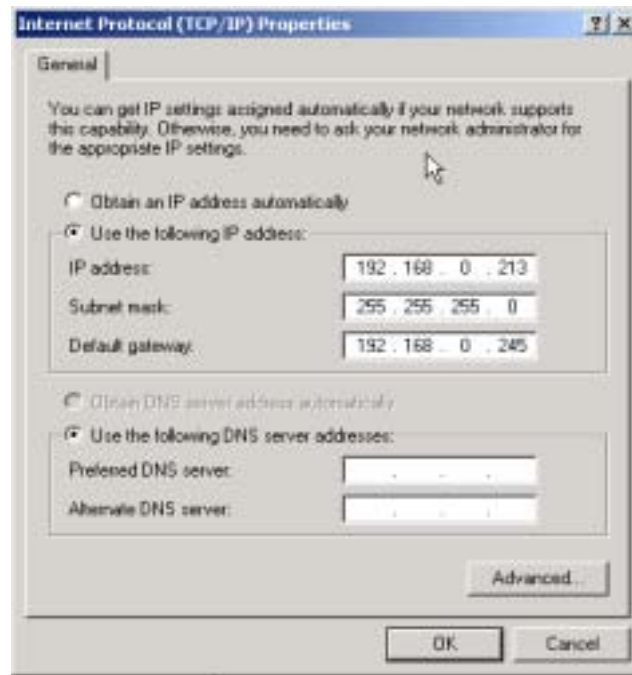 Internet Protocol (TCP/IP) Properties
General
You can get IP settings assigned automatically if your network supports
this capability. Otherwise, you need to ask your network administrator for
the appropriate IP settings.
Obtain an IP address automatically
Use the following IP address:
IP address: 192 . 168 . 0 . 213
Subnet mask: 255 . 255 . 255 . 0
Default gateway: 192 . 168 . 0 . 245
Obtain DNS server address automatically
Use the following DNS server addresses:
Preferred DNS server: . . .
Alternate DNS server: . . .
Advanced...
OK Cancel